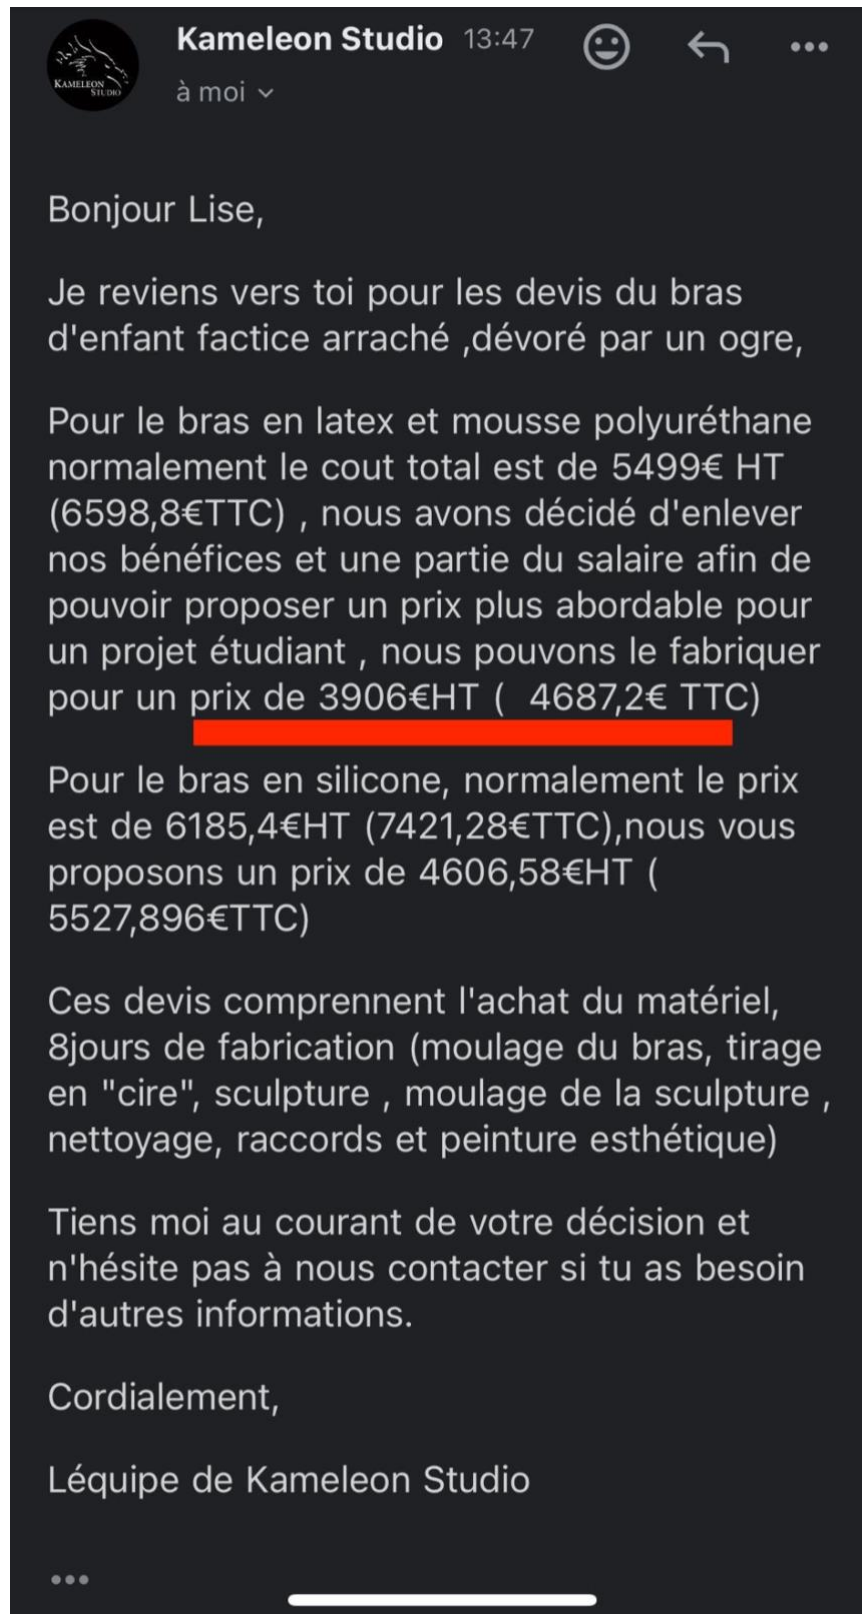 KAMELEON
STUDIO
Kameleon Studio 13:47
à moi
Bonjour Lise,
Je reviens vers toi pour les devis du bras
d'enfant factice arraché ,dévoré par un ogre,
Pour le bras en latex et mousse polyuréthane
normalement le cout total est de 5499€ HT
(6598,8€TTC) , nous avons décidé d'enlever
nos bénéfices et une partie du salaire afin de
pouvoir proposer un prix plus abordable pour
un projet étudiant , nous pouvons le fabriquer
pour un prix de 3906€HT (  4687,2€ TTC)
Pour le bras en silicone, normalement le prix
est de 6185,4€HT (7421,28€TTC),nous vous
proposons un prix de 4606,58€HT (
5527,896€TTC)
Ces devis comprennent l'achat du matériel,
8jours de fabrication (moulage du bras, tirage
en "cire", sculpture , moulage de la sculpture ,
nettoyage, raccords et peinture esthétique)
Tiens moi au courant de votre décision et
n'hésite pas à nous contacter si tu as besoin
d'autres informations.
Cordialement,
Léquipe de Kameleon Studio